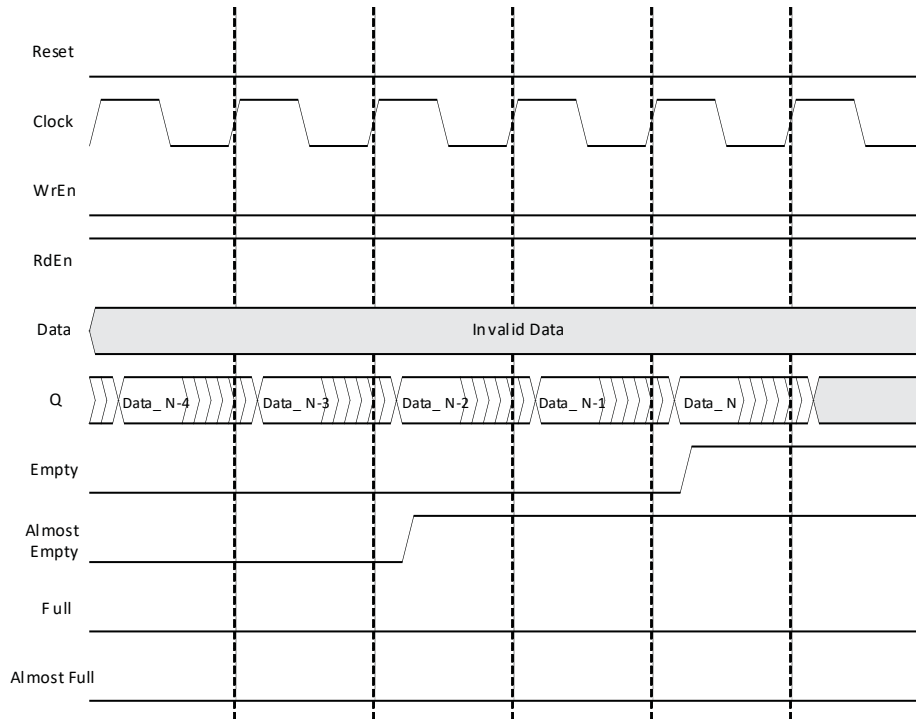 Reset
Clock
WrEn
RdEn
Data
Invalid Data
Q
Data_ N-4
Data_ N-3
Data_ N-2
Data_ N-1
Data_ N
Empty
Almost
Empty
Full
Almost Full